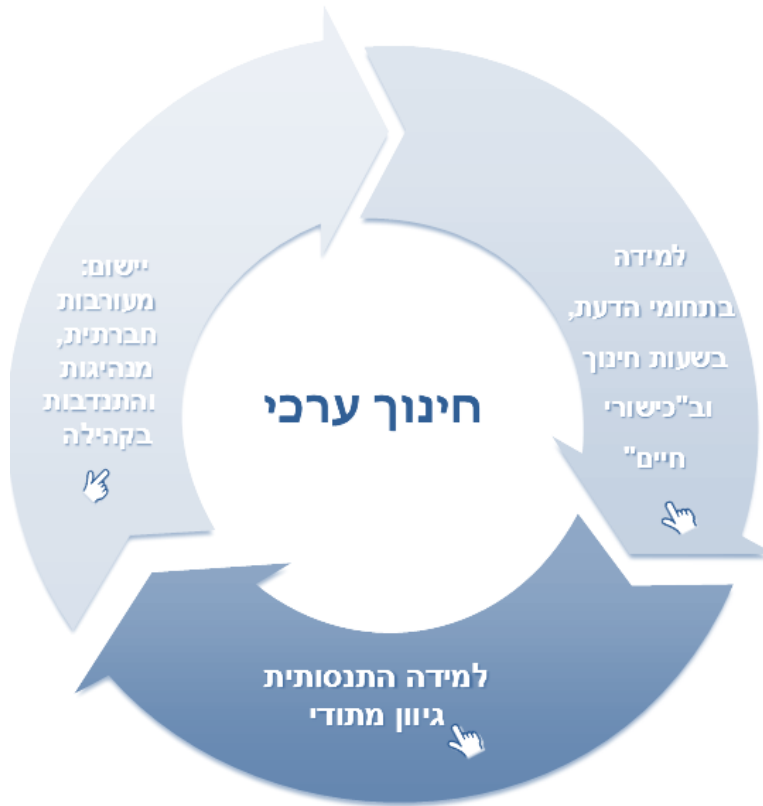 חינוך ערכי
למידה
בתחומי הדעת,
בשעות חינוך
וב"כישורי
חיים"
למידה התנסותית
גיוון מתודי
יישום:
מעורבות
חברתית,
מנהיגות
והתנדבות
בקהילה